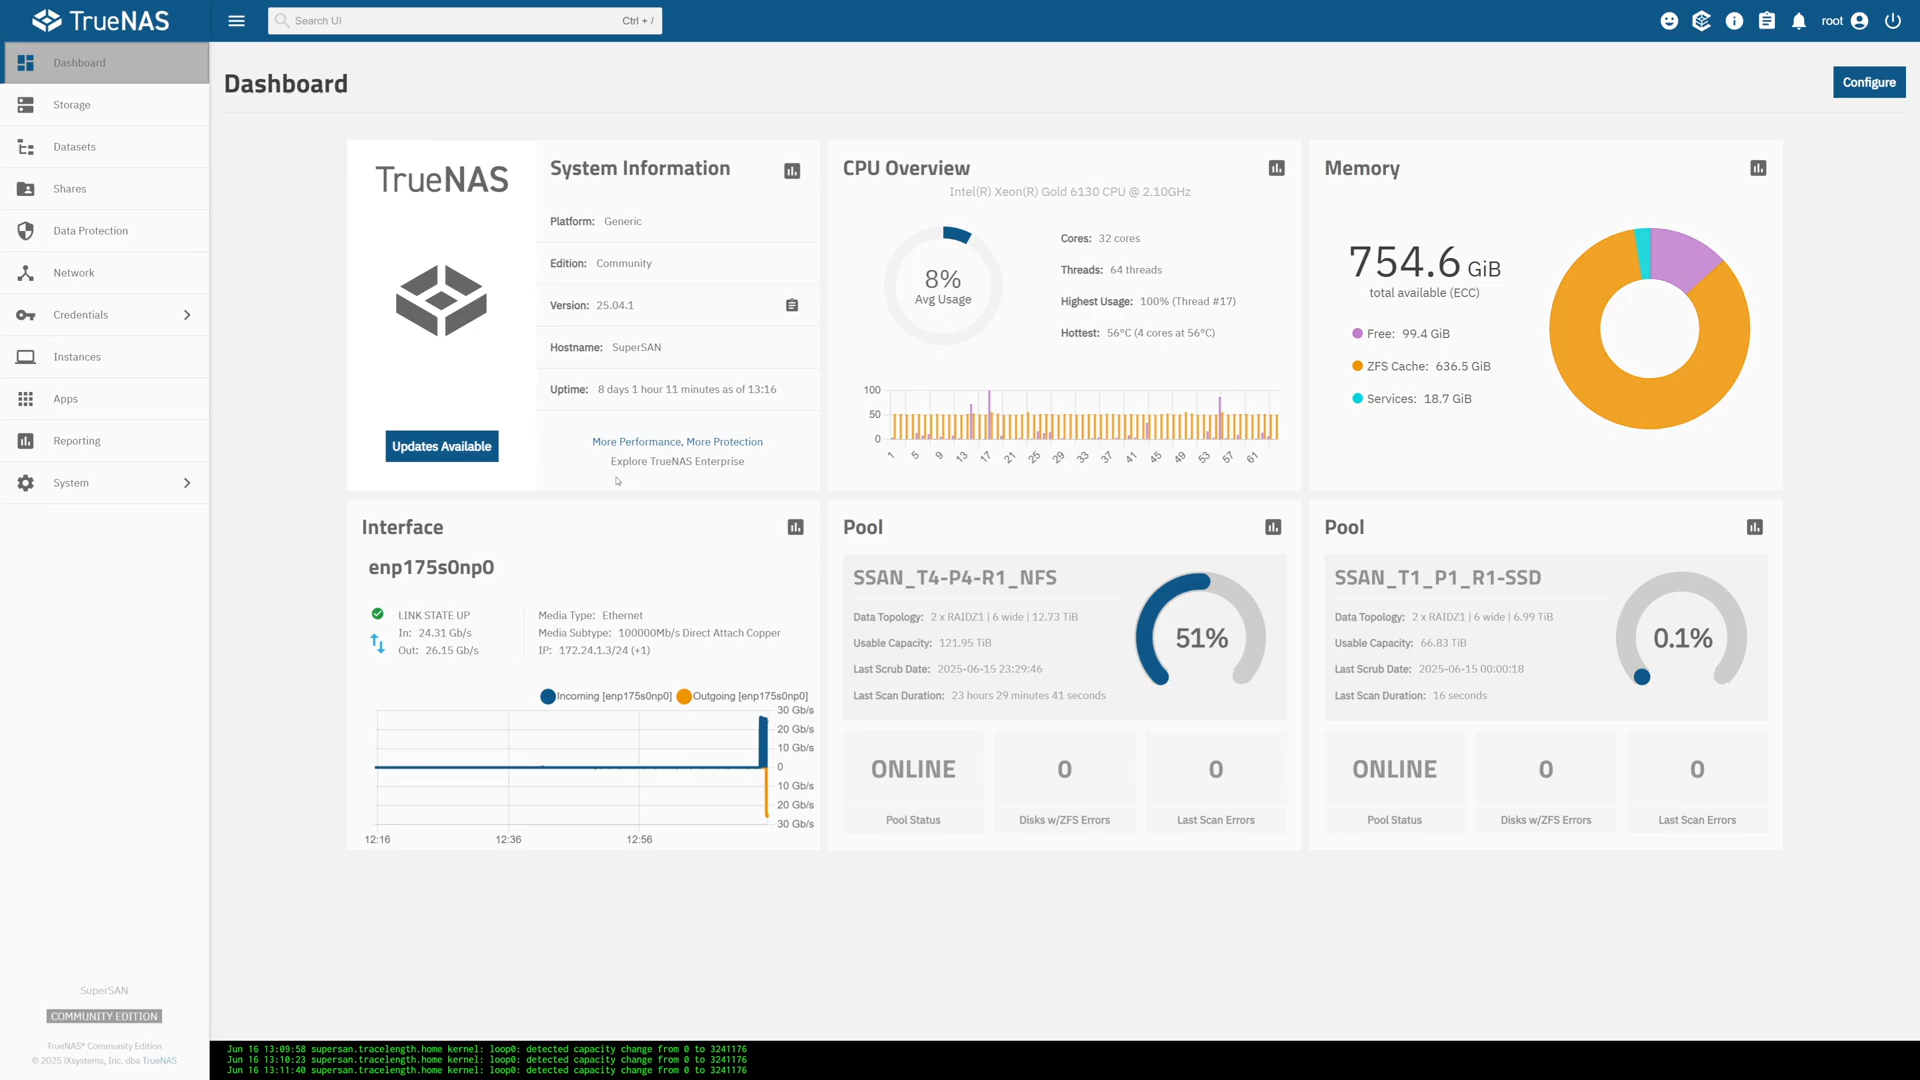 TrueNAS
Search UI
Ctrl + /
root
Dashboard
Storage
Datasets
Shares
Data Protection
Network
Credentials
Instances
Apps
Reporting
System
SuperSAN
COMMUNITY EDITION
TrueNAS® Community Edition
© 2025 iXsystems, Inc. dba TrueNAS
Dashboard
Configure
TrueNAS
Updates Available
System Information
Platform: Generic
Edition: Community
Version: 25.04.1
Hostname: SuperSAN
Uptime: 8 days 1 hour 11 minutes as of 13:16
More Performance, More Protection
Explore TrueNAS Enterprise
CPU Overview
Intel(R) Xeon(R) Gold 6130 CPU @ 2.10GHz
8%
Avg Usage
Cores: 32 cores
Threads: 64 threads
Highest Usage: 100% (Thread #17)
Hottest: 56°C (4 cores at 56°C)
100
50
0
1 5 9 13 17 21 25 29 33 37 41 45 49 53 57 61
Memory
754.6 GiB
total available (ECC)
Free: 99.4 GiB
ZFS Cache: 636.5 GiB
Services: 18.7 GiB
Interface
enp175s0np0
LINK STATE UP
In: 24.31 Gb/s
Out: 26.15 Gb/s
Media Type: Ethernet
Media Subtype: 100000Mb/s Direct Attach Copper
IP: 172.24.1.3/24 (+1)
Incoming [enp175s0np0] Outgoing [enp175s0np0]
30 Gb/s
20 Gb/s
10 Gb/s
0
10 Gb/s
20 Gb/s
30 Gb/s
12:16 12:36 12:56
Pool
SSAN_T4-P4-R1_NFS
Data Topology: 2 x RAIDZ1 | 6 wide | 12.73 TiB
Usable Capacity: 121.95 TiB
Last Scrub Date: 2025-06-15 23:29:46
Last Scan Duration: 23 hours 29 minutes 41 seconds
51%
ONLINE
Pool Status
0
Disks w/ZFS Errors
0
Last Scan Errors
Pool
SSAN_T1_P1_R1-SSD
Data Topology: 2 x RAIDZ1 | 6 wide | 6.99 TiB
Usable Capacity: 66.83 TiB
Last Scrub Date: 2025-06-15 00:00:18
Last Scan Duration: 16 seconds
0.1%
ONLINE
Pool Status
0
Disks w/ZFS Errors
0
Last Scan Errors
Jun 16 13:09:58 supersan.tracelength.home kernel: loop0: detected capacity change from 0 to 3241176
Jun 16 13:10:23 supersan.tracelength.home kernel: loop0: detected capacity change from 0 to 3241176
Jun 16 13:11:40 supersan.tracelength.home kernel: loop0: detected capacity change from 0 to 3241176